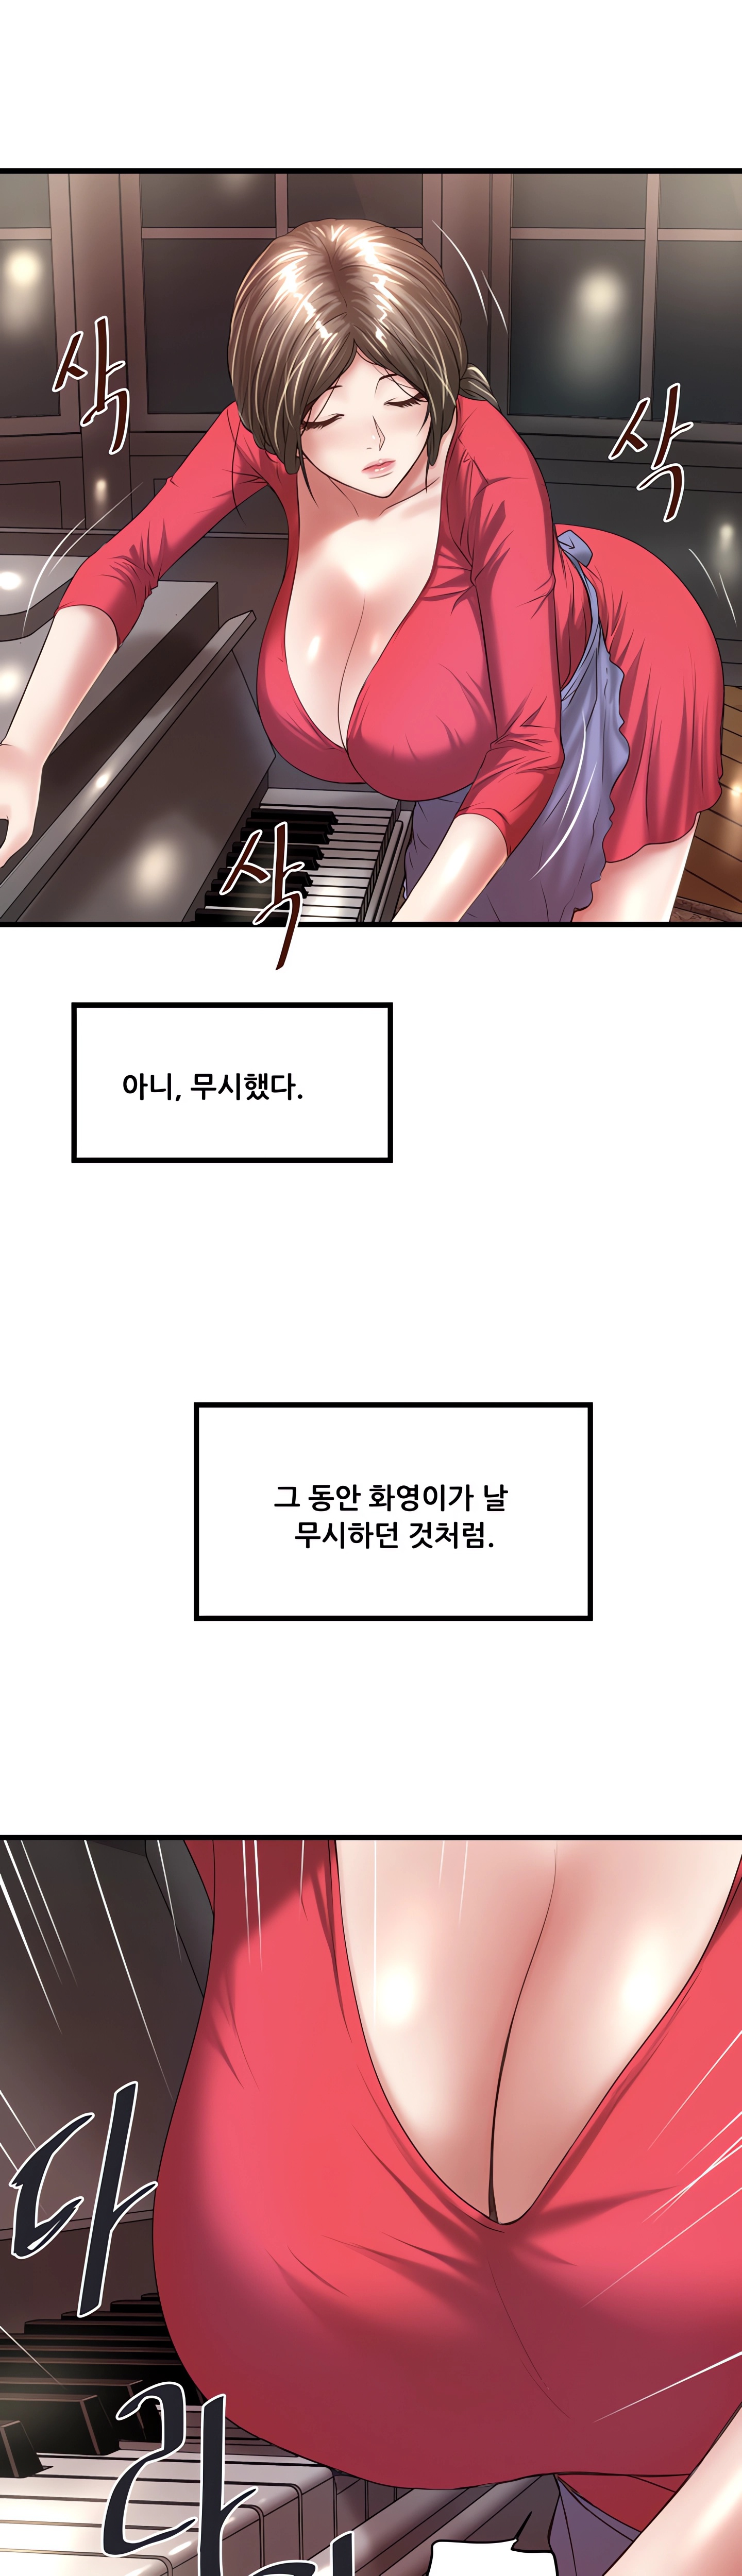 삭
삭
삭
아니, 무시했다.
그 동안 화영이가 날
무시하던 것처럼.
다
라